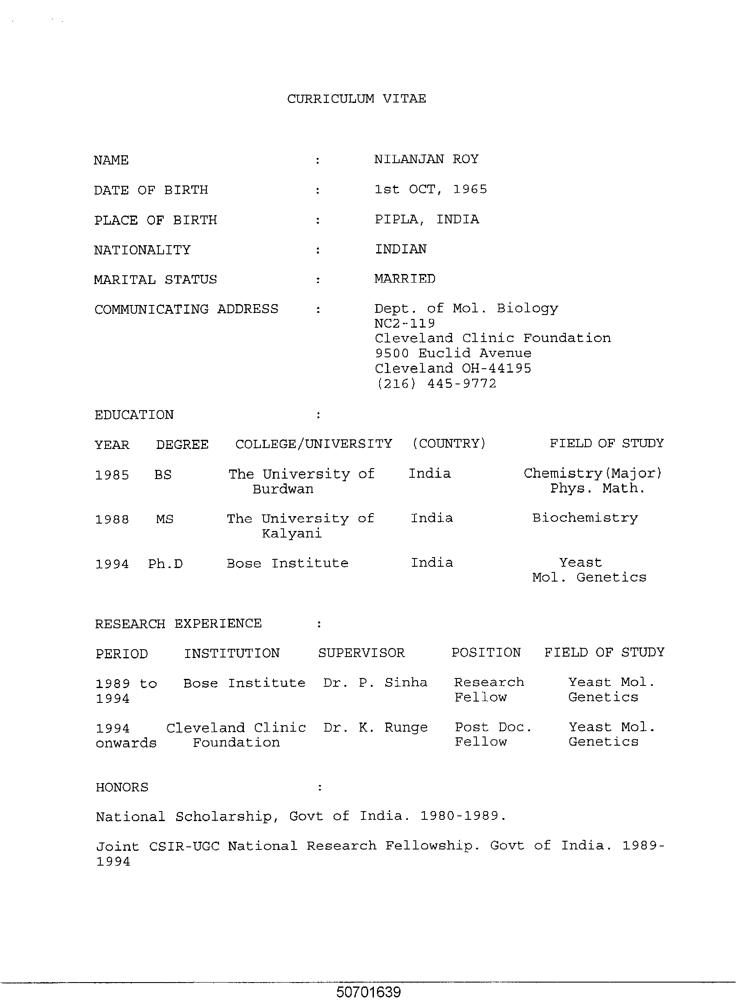 CURRICULUM VITAE
NAME : NILANJAN ROY
DATE OF BIRTH : 1st OCT, 1965
PLACE OF BIRTH : PIPLA, INDIA
NATIONALITY : INDIAN
MARITAL STATUS : MARRIED
COMMUNICATING ADDRESS : Dept. of Mol. Biology
NC2-119
Cleveland Clinic Foundation
9500 Euclid Avenue
Cleveland OH-44195
(216) 445-9772
EDUCATION :
YEAR DEGREE COLLEGE/UNIVERSITY (COUNTRY) FIELD OF STUDY
1985 BS The University of India Chemistry(Major)
Burdwan Phys. Math.
1988 MS The University of India Biochemistry
Kalyani
1994 Ph.D Bose Institute India Yeast
Mol. Genetics
RESEARCH EXPERIENCE :
PERIOD INSTITUTION SUPERVISOR POSITION FIELD OF STUDY
1989 to Bose Institute Dr. P. Sinha Research Yeast Mol.
1994 Fellow Genetics
1994 Cleveland Clinic Dr. K. Runge Post Doc. Yeast Mol.
onwards Foundation Fellow Genetics
HONORS :
National Scholarship, Govt of India. 1980-1989.
Joint CSIR-UGC National Research Fellowship. Govt of India. 1989-
1994
50701639